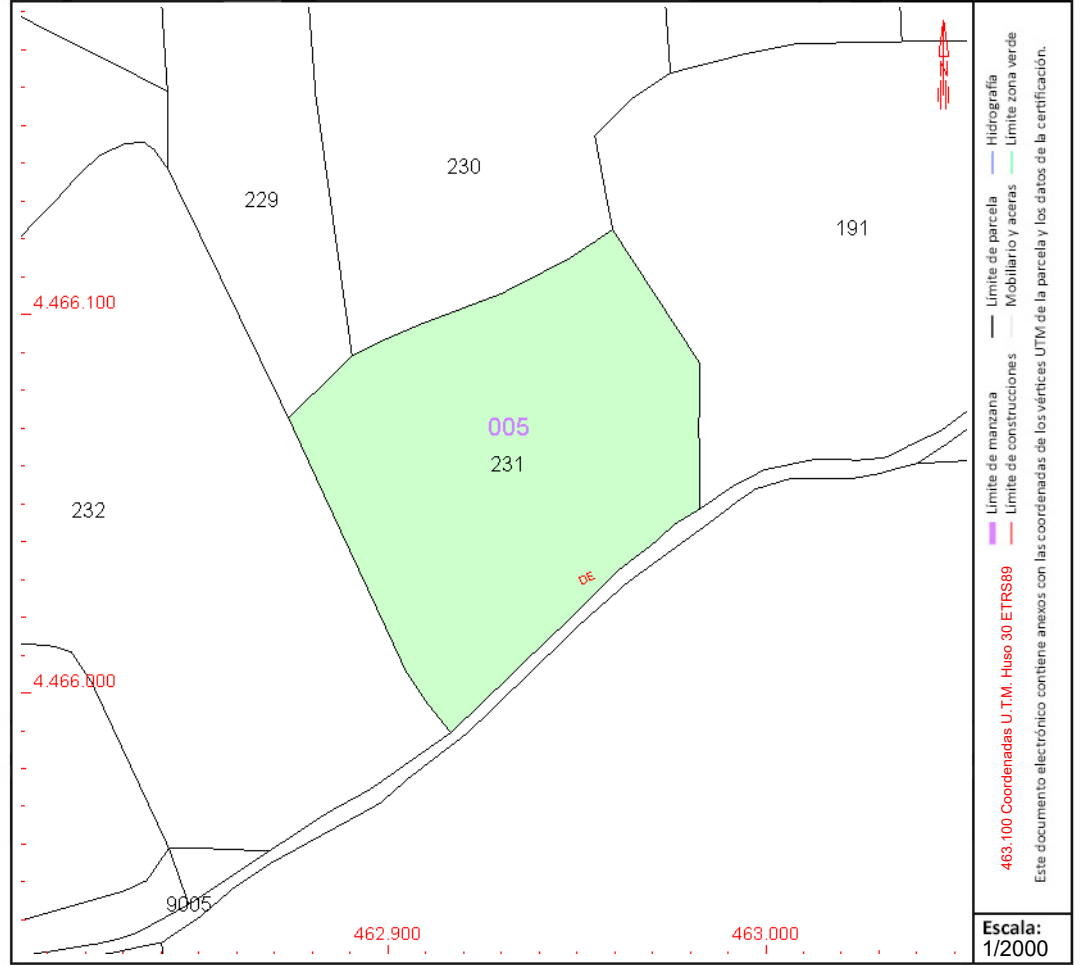 230
229
191
4.466.100
005
231
232
DE
4.466.000
9005
462.900
463.000
N
Límite de manzana
Límite de parcela
Hidrografía
Límite de construcciones
Mobiliario y aceras
Límite zona verde
463.100 Coordenadas U.T.M. Huso 30 ETRS89
Este documento electrónico contiene anexos con las coordenadas de los vértices UTM de la parcela y los datos de la certificación.
Escala:
1/2000